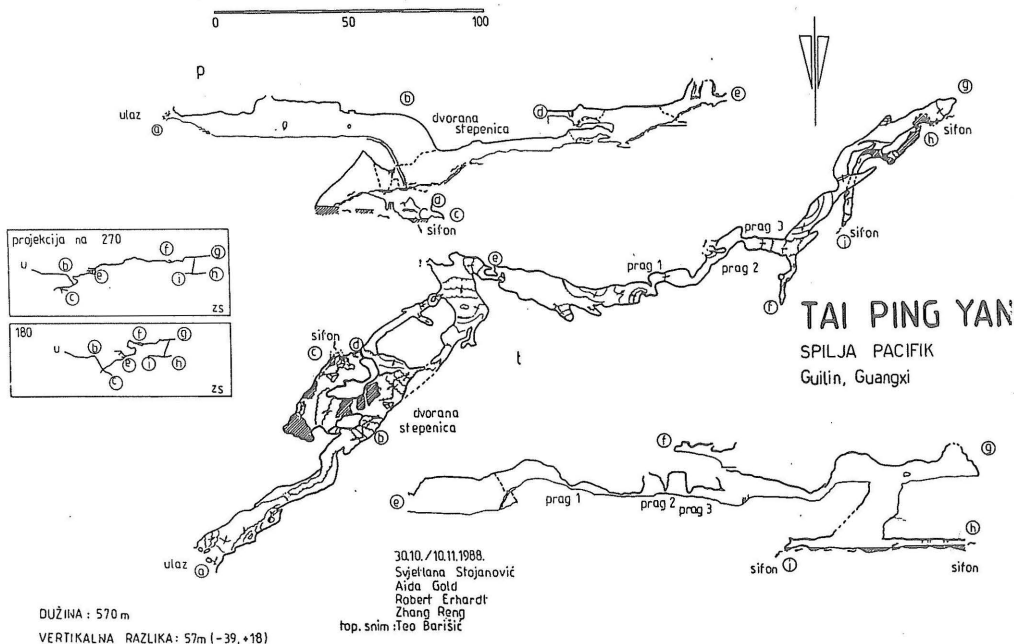 0 50 100
p
ulaz
a
b
dvorana
stepenica
d
e
d
c
sifon
g
h
sifon
i
sifon
prag 3
prag 2
prag 1
f
e
projekcija na 270
u b c e f g i h
zs
180
u b c e f g i h
zs
sifon
c
d
t
b
dvorana
stepenica
ulaz
a
TAI PING YAN
SPILJA PACIFIK
Guilin, Guangxi
f
g
e
prag 1
prag 2
prag 3
h
sifon i
sifon
30.10. / 10.11.1988.
Svjetlana Stojanović
Aida Gold
Robert Erhardt
Zhang Reng
top. snim : Teo Barišić
DUŽINA : 570 m
VERTIKALNA RAZLIKA : 57m (-39, +18)